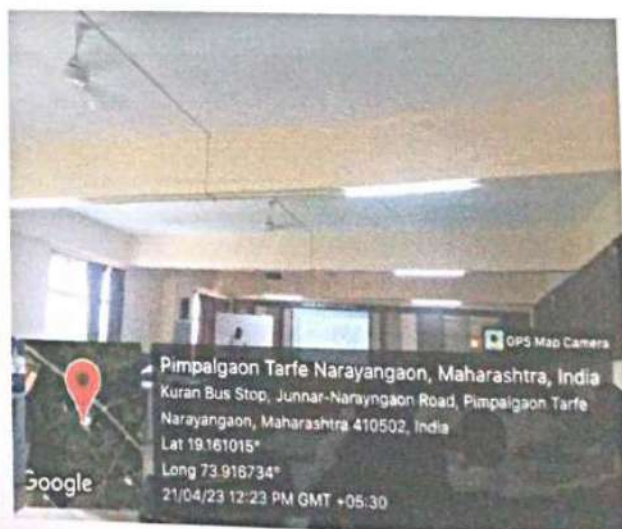 GPS Map Camera
Pimpalgaon Tarfe Narayangaon, Maharashtra, India
Kuran Bus Stop, Junnar-Narayngaon Road, Pimpalgaon Tarfe
Narayangaon, Maharashtra 410502, India
Lat 19.161015°
Long 73.916734°
21/04/23 12:23 PM GMT +05:30
Google